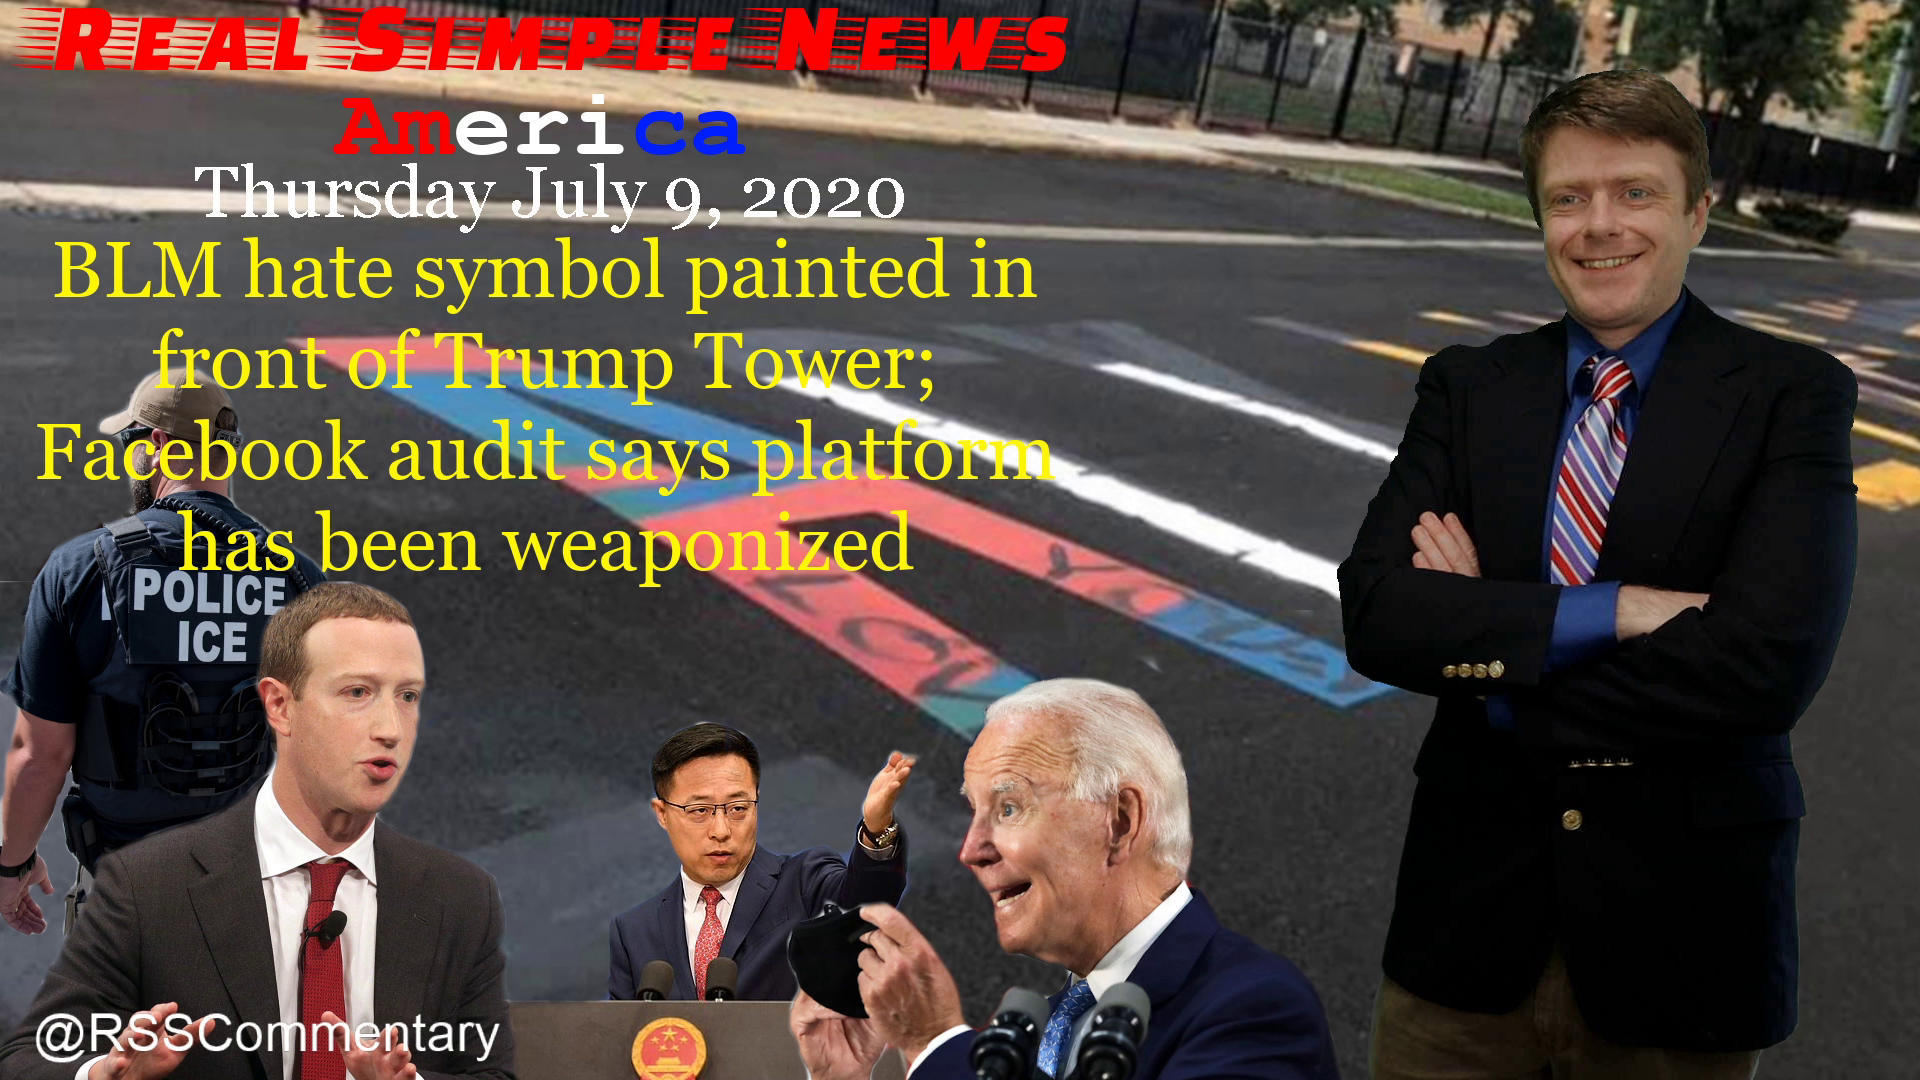 Real Simple News
America
Thursday July 9, 2020
BLM hate symbol painted in
front of Trump Tower;
Facebook audit says platform
has been weaponized
POLICE
ICE
@RSSCommentary